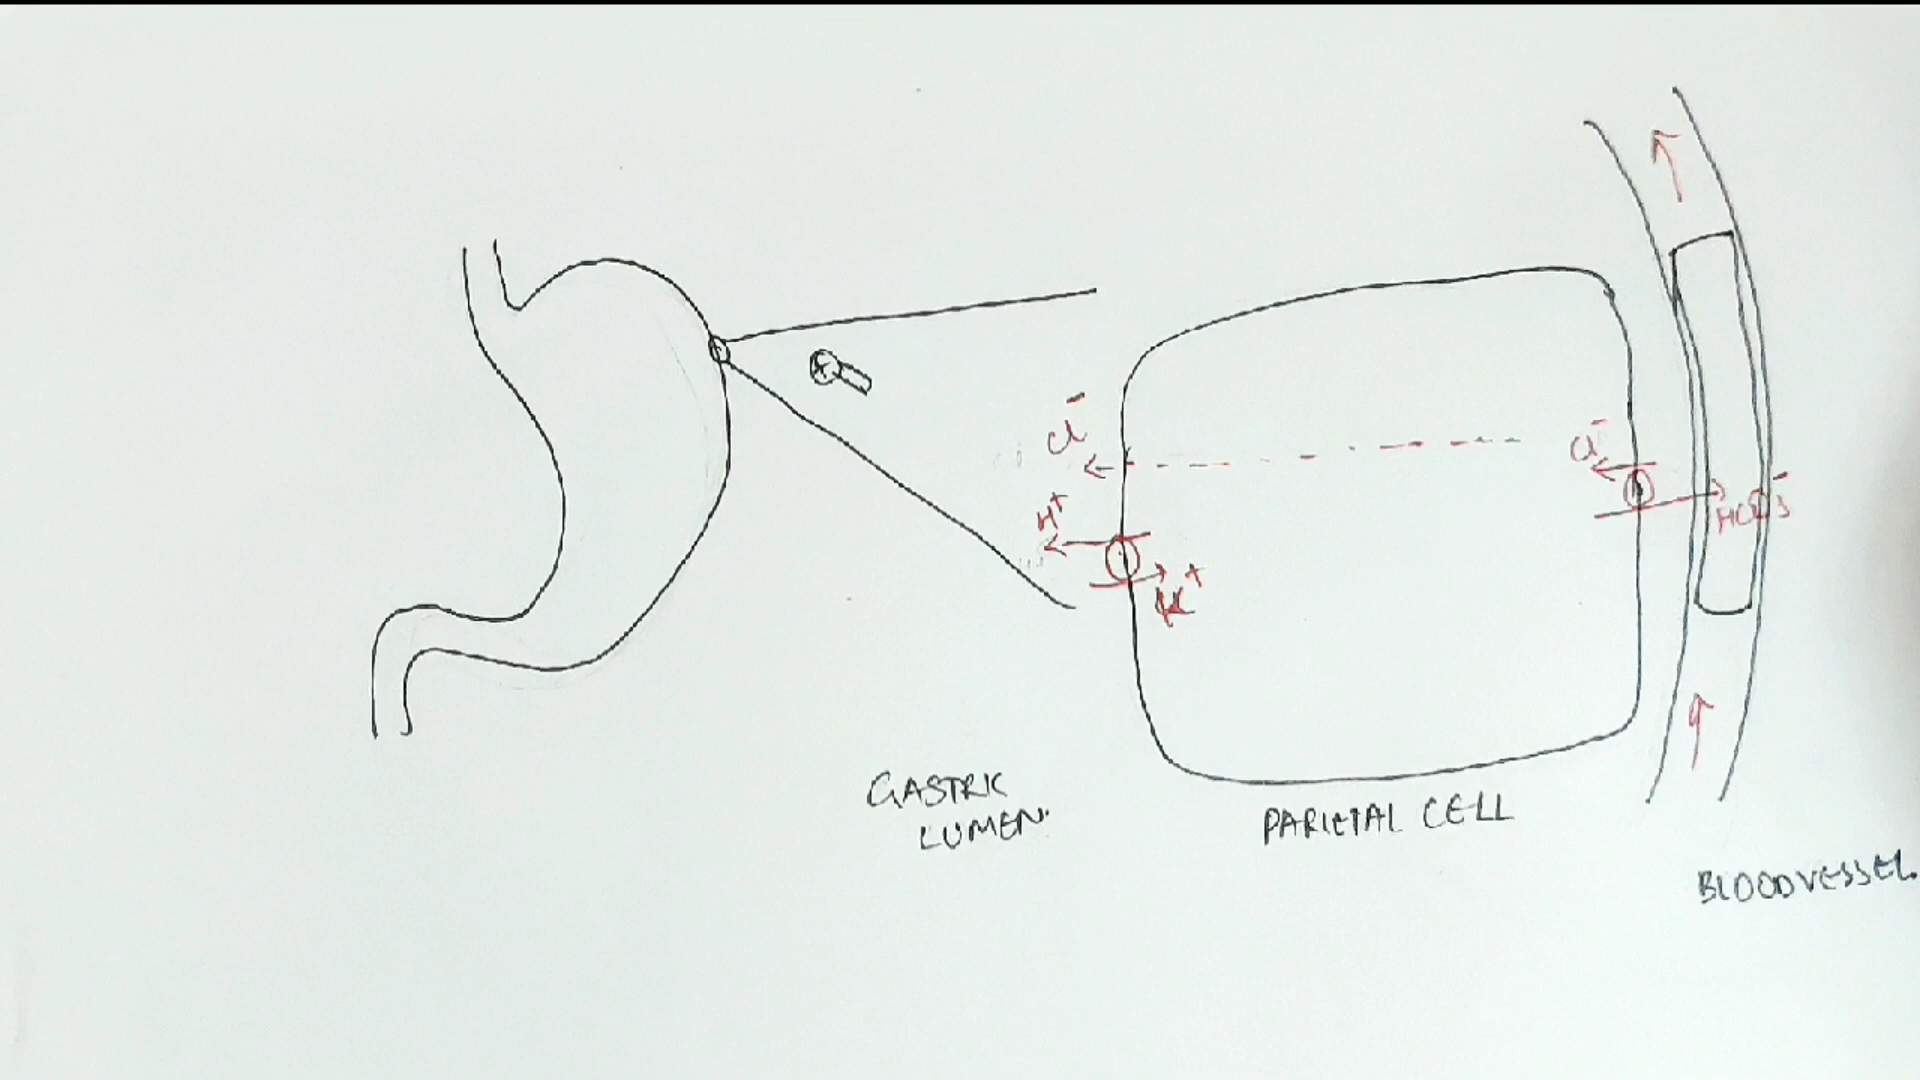 Cl⁻
Cl⁻
H⁺
HCO₃⁻
K⁺
GASTRIC
LUMEN.
PARIETAL CELL
BLOODVESSEL.